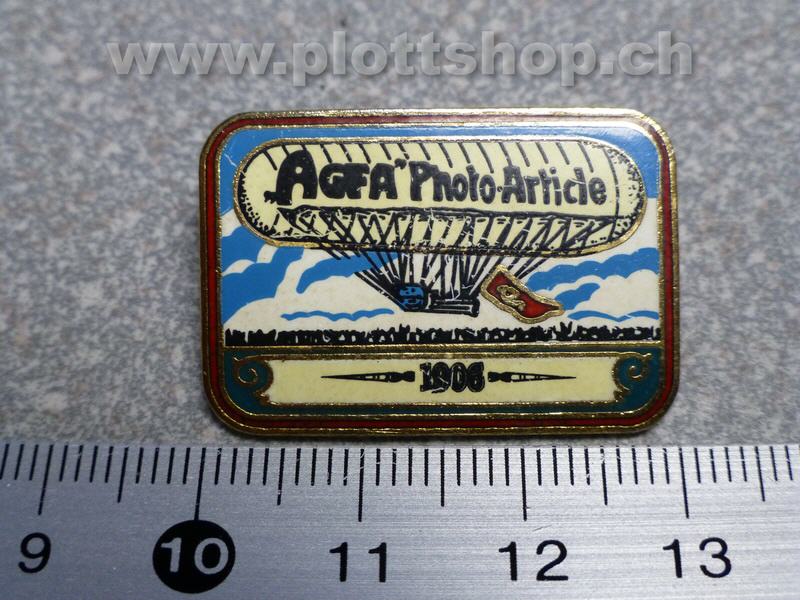 www.plottshop.ch
„AGFA" Photo-Article
1906
9 10 11 12 13